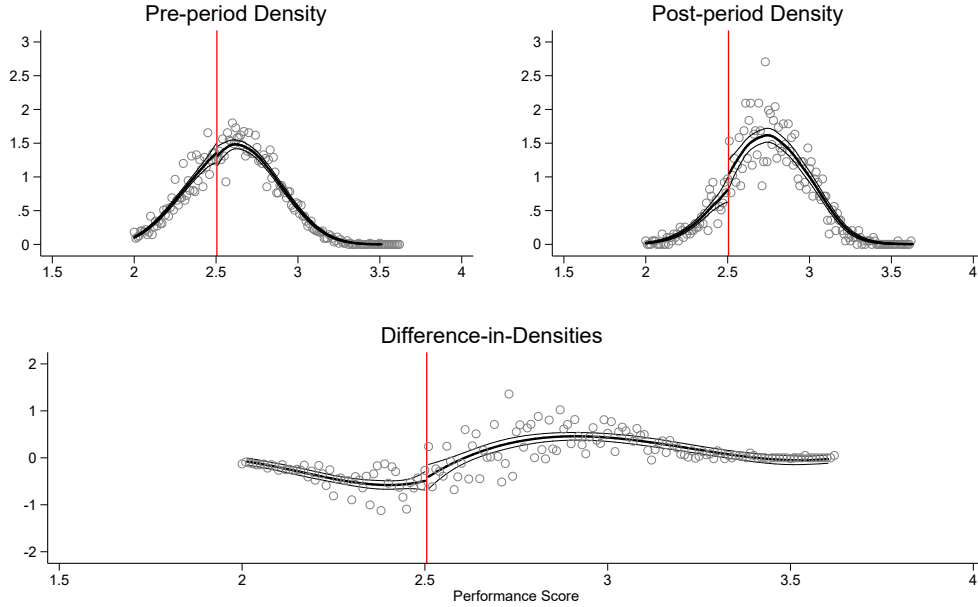 Pre-period Density
3
2.5
2
1.5
1
.5
0
1.5 2 2.5 3 3.5 4
Post-period Density
3
2.5
2
1.5
1
.5
0
1.5 2 2.5 3 3.5 4
Difference-in-Densities
2
1
0
-1
-2
1.5 2 2.5 3 3.5 4
Performance Score